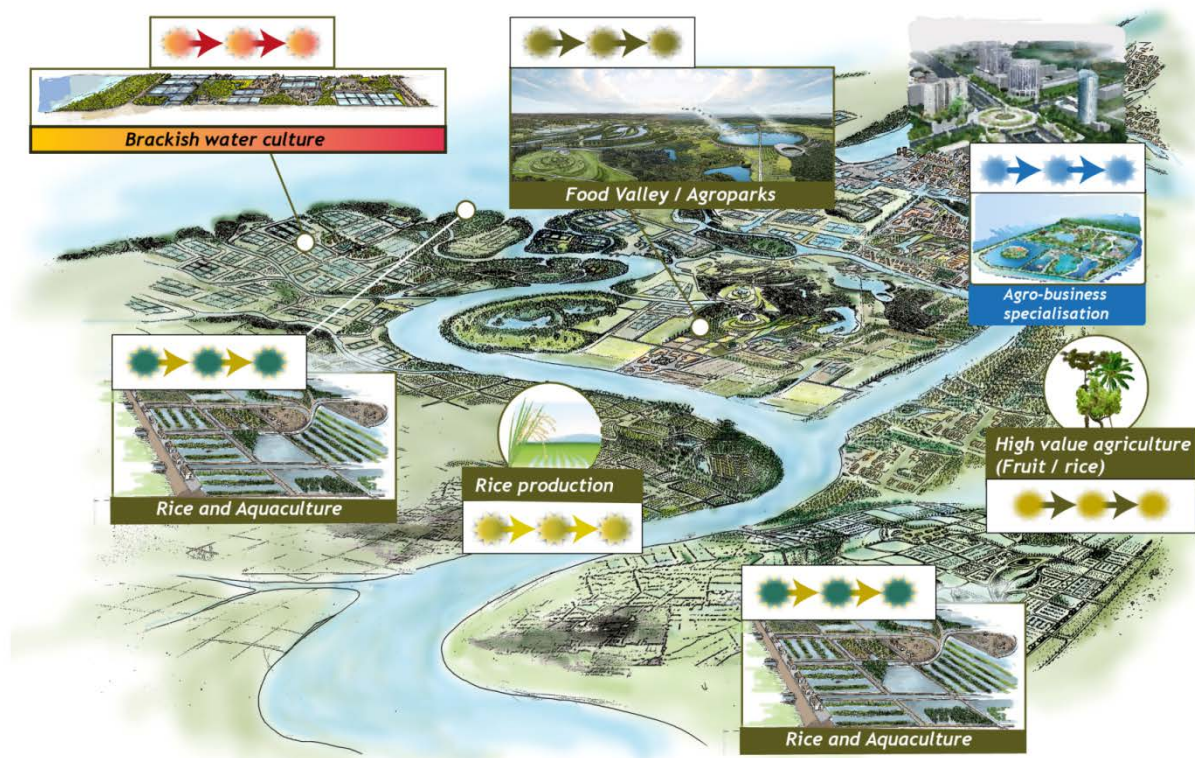 Brackish water culture
Food Valley / Agroparks
Agro-business
specialisation
Rice and Aquaculture
Rice production
High value agriculture
(Fruit / rice)
Rice and Aquaculture